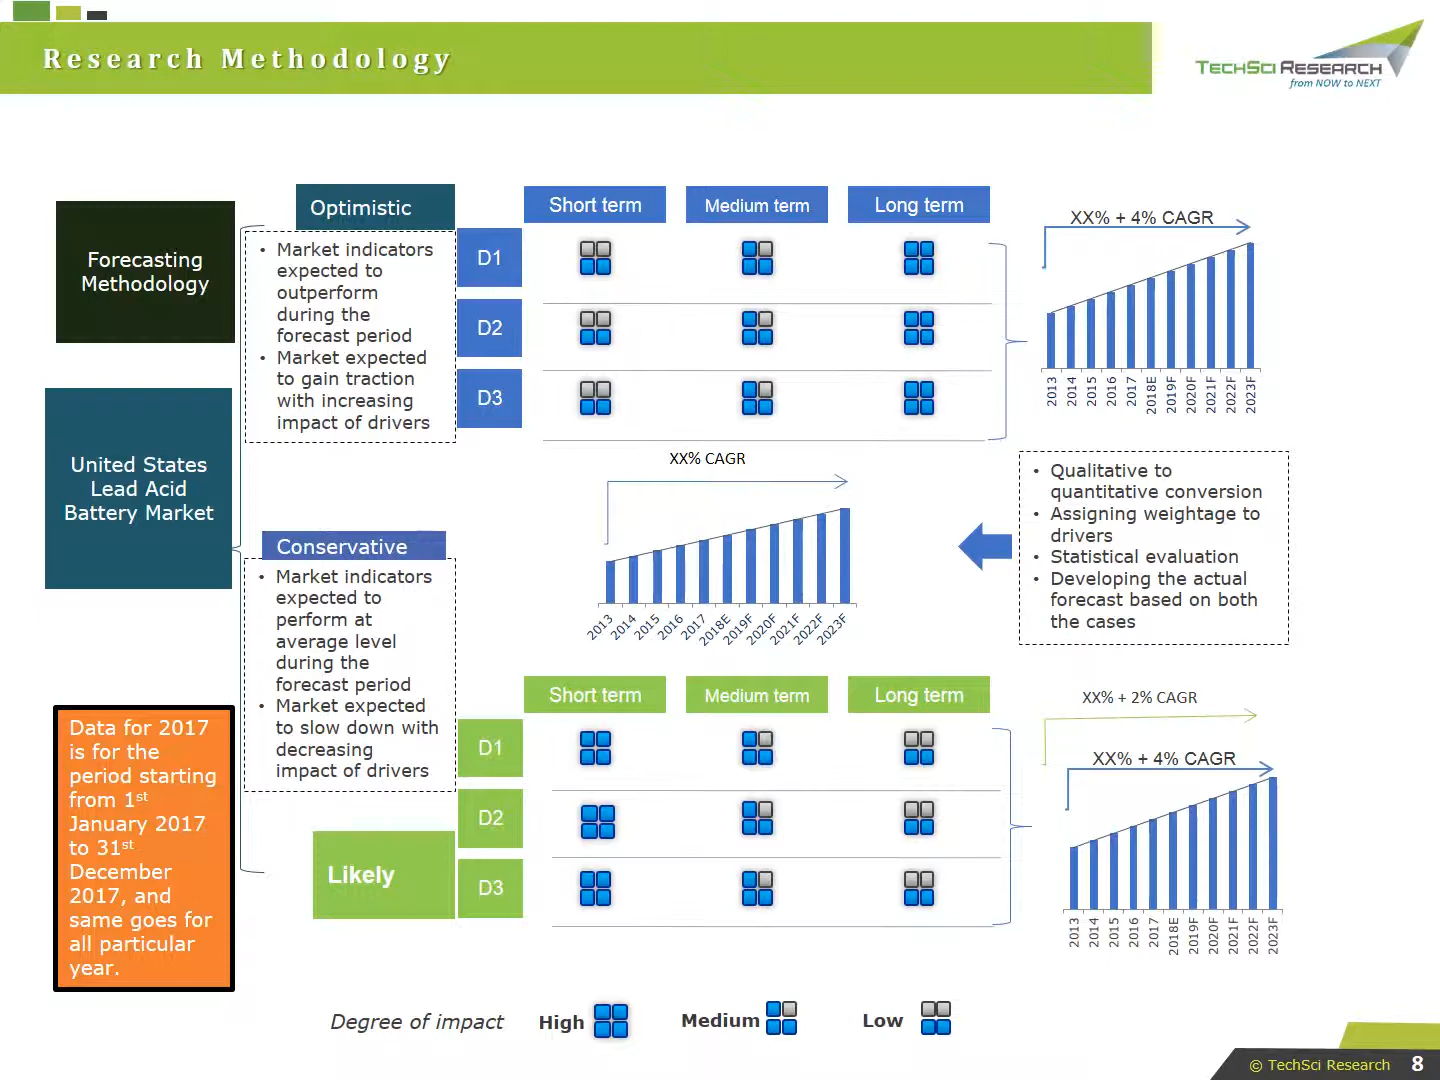 Research Methodology
TechSci Research
from NOW to NEXT
Forecasting
Methodology
United States
Lead Acid
Battery Market
Data for 2017
is for the
period starting
from 1st
January 2017
to 31st
December
2017, and
same goes for
all particular
year.
Optimistic
• Market indicators
expected to
outperform
during the
forecast period
• Market expected
to gain traction
with increasing
impact of drivers
Short term
Medium term
Long term
D1
D2
D3
XX% + 4% CAGR
2013
2014
2015
2016
2017
2018E
2019F
2020F
2021F
2022F
2023F
XX% CAGR
2013
2014
2015
2016
2017
2018E
2019F
2020F
2021F
2022F
2023F
• Qualitative to
quantitative conversion
• Assigning weightage to
drivers
• Statistical evaluation
• Developing the actual
forecast based on both
the cases
Conservative
• Market indicators
expected to
perform at
average level
during the
forecast period
• Market expected
to slow down with
decreasing
impact of drivers
Likely
Short term
Medium term
Long term
D1
D2
D3
XX% + 2% CAGR
XX% + 4% CAGR
2013
2014
2015
2016
2017
2018E
2019F
2020F
2021F
2022F
2023F
Degree of impact
High
Medium
Low
© TechSci Research
8